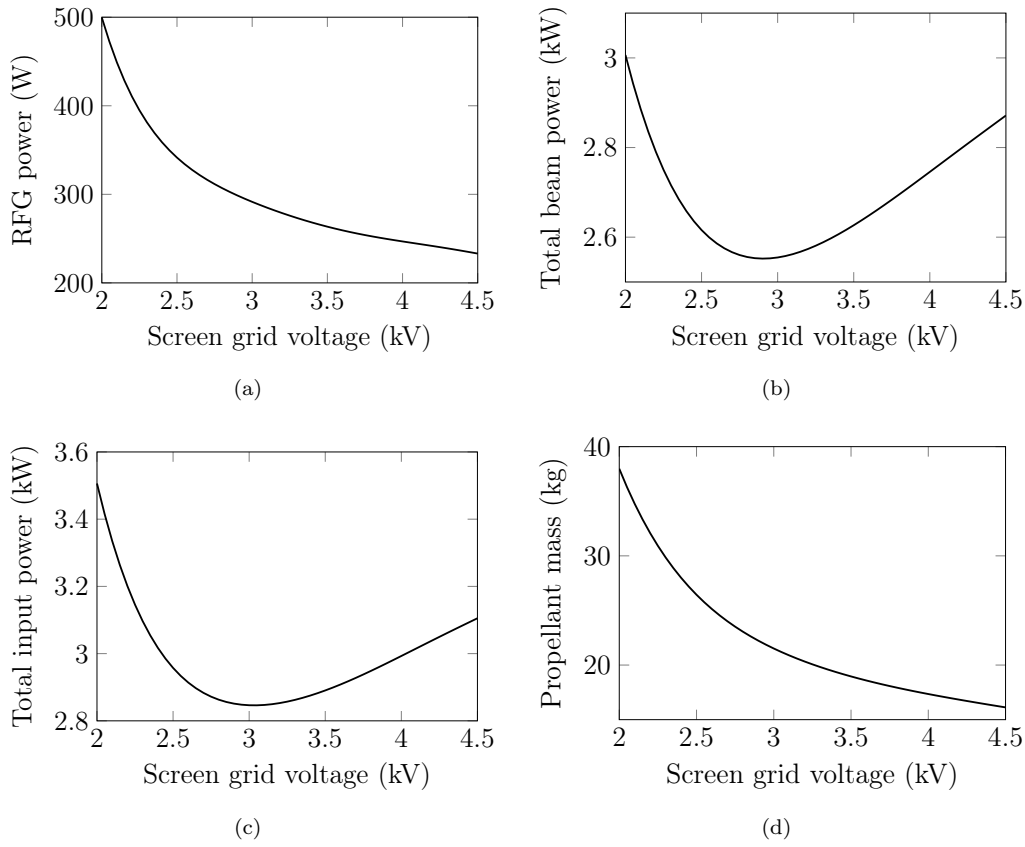 500
400
300
200
2 2.5 3 3.5 4 4.5
RFG power (W)
Screen grid voltage (kV)
(a)
3
2.8
2.6
2 2.5 3 3.5 4 4.5
Total beam power (kW)
Screen grid voltage (kV)
(b)
3.6
3.4
3.2
3
2.8
2 2.5 3 3.5 4 4.5
Total input power (kW)
Screen grid voltage (kV)
(c)
40
30
20
2 2.5 3 3.5 4 4.5
Propellant mass (kg)
Screen grid voltage (kV)
(d)